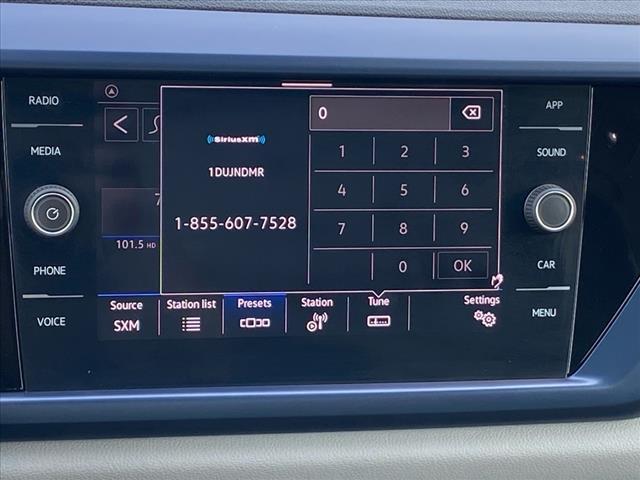 RADIO
MEDIA
PHONE
VOICE
APP
SOUND
CAR
MENU
7
101.5 HD
SiriusXM
1DUJNDMR
1-855-607-7528
0
1 2 3
4 5 6
7 8 9
0 OK
Source Station list Presets Station Tune Settings
SXM